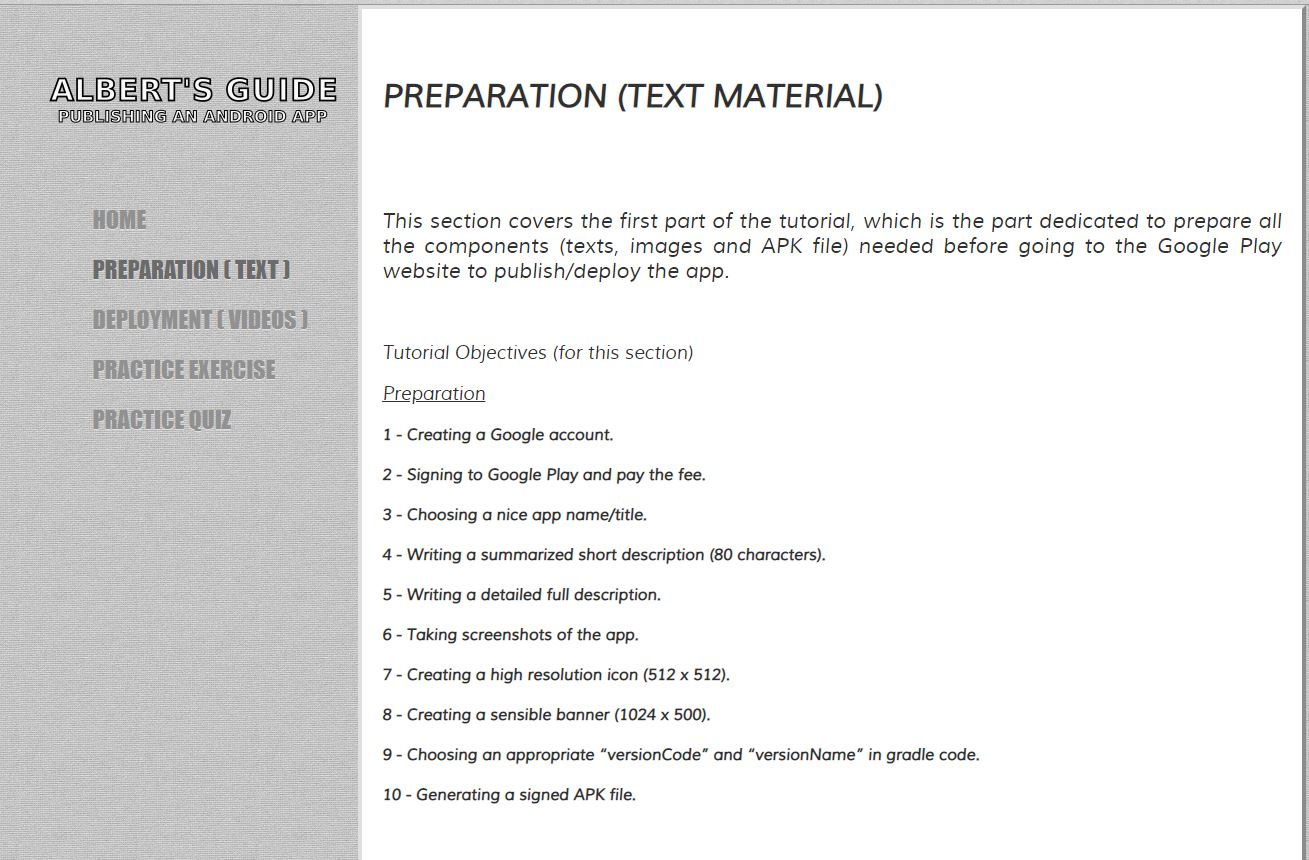 ALBERT'S GUIDE
PUBLISHING AN ANDROID APP
HOME
PREPARATION ( TEXT )
DEPLOYMENT ( VIDEOS )
PRACTICE EXERCISE
PRACTICE QUIZ
PREPARATION (TEXT MATERIAL)
This section covers the first part of the tutorial, which is the part dedicated to prepare all
the components (texts, images and APK file) needed before going to the Google Play
website to publish/deploy the app.
Tutorial Objectives (for this section)
Preparation
1 - Creating a Google account.
2 - Signing to Google Play and pay the fee.
3 - Choosing a nice app name/title.
4 - Writing a summarized short description (80 characters).
5 - Writing a detailed full description.
6 - Taking screenshots of the app.
7 - Creating a high resolution icon (512 x 512).
8 - Creating a sensible banner (1024 x 500).
9 - Choosing an appropriate “versionCode” and “versionName” in gradle code.
10 - Generating a signed APK file.